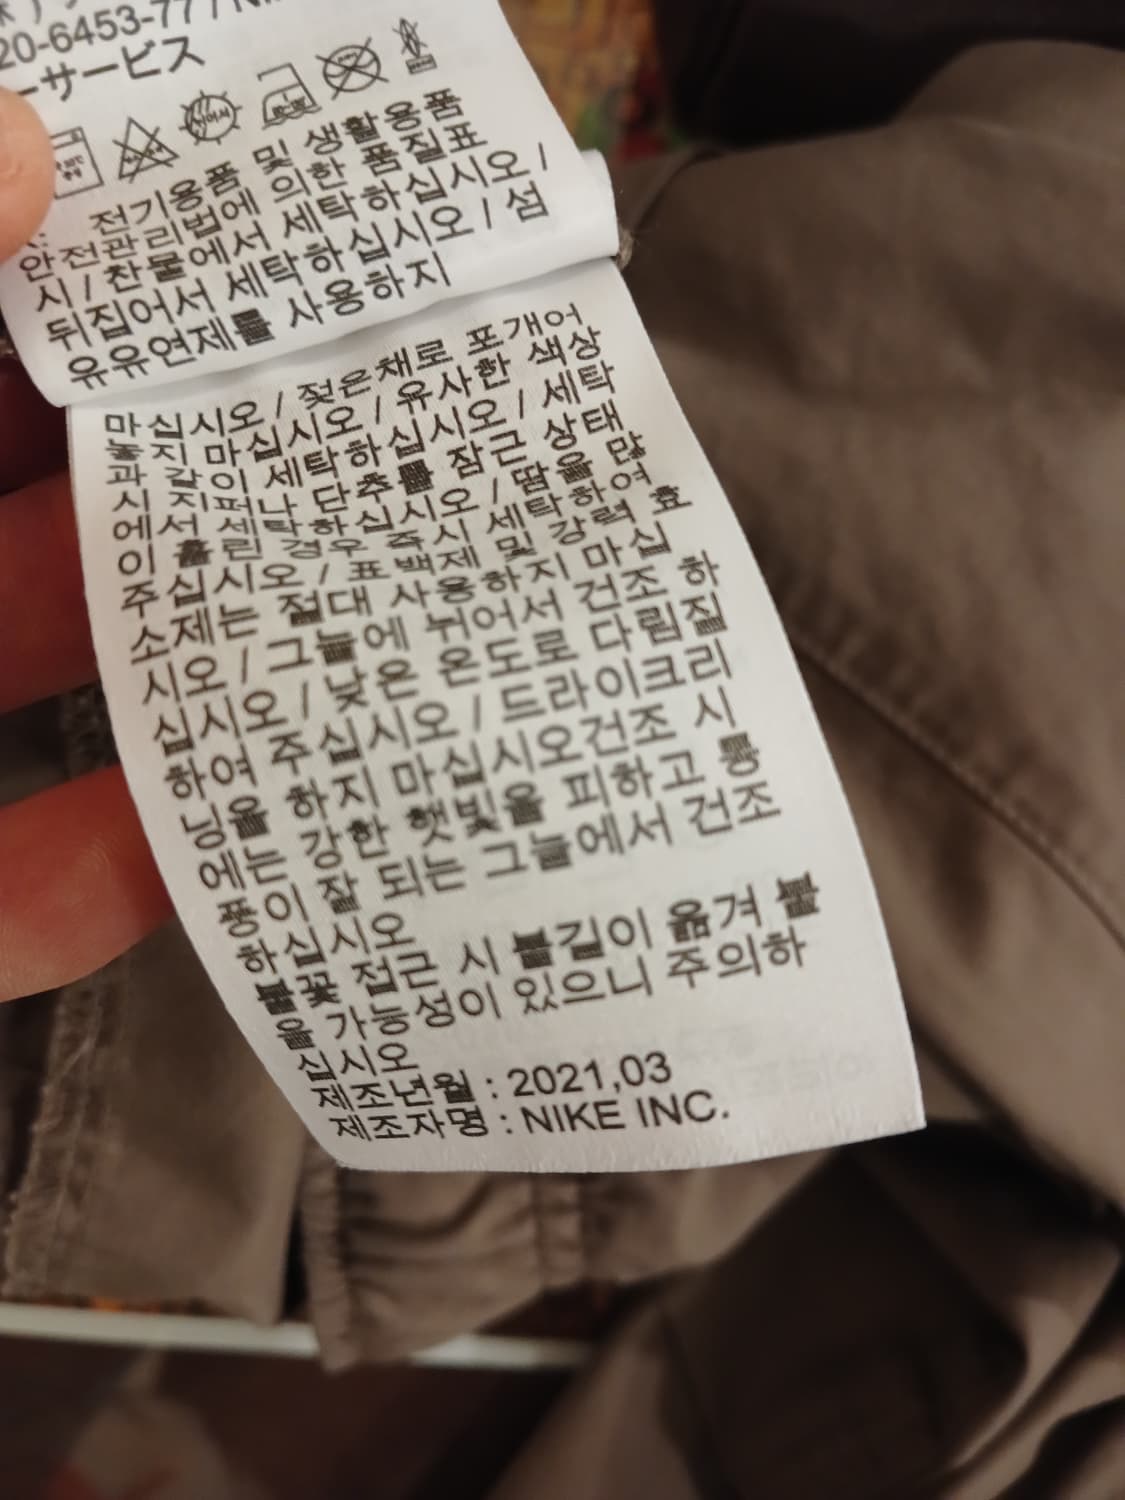 20-6453-77 / NI
ーサービス
전기용품 및 생활용품
안전관리법에 의한 품질표
시 / 찬물에서 세탁하십시오 /
뒤집어서 세탁하십시오 / 섬
유유연제를 사용하지
마십시오 / 젖은채로 포개어
놓지 마십시오 / 유사한 색상
과 같이 세탁하십시오 / 세탁
시 지퍼나 단추를 잠근 상태
에서 세탁하십시오 / 땀을 많
이 흘린 경우 즉시 세탁하여
주십시오 / 표백제 및 강력 효
소제는 절대 사용하지 마십
시오 / 그늘에 뉘어서 건조 하
십시오 / 낮은 온도로 다림질
하여 주십시오 / 드라이크리
닝을 하지 마십시오건조 시
에는 강한 햇빛을 피하고 통
풍이 잘 되는 그늘에서 건조
하십시오
불꽃 접근 시 불길이 옮겨 붙
을 가능성이 있으니 주의하
십시오
제조년월 : 2021,03
제조자명 : NIKE INC.